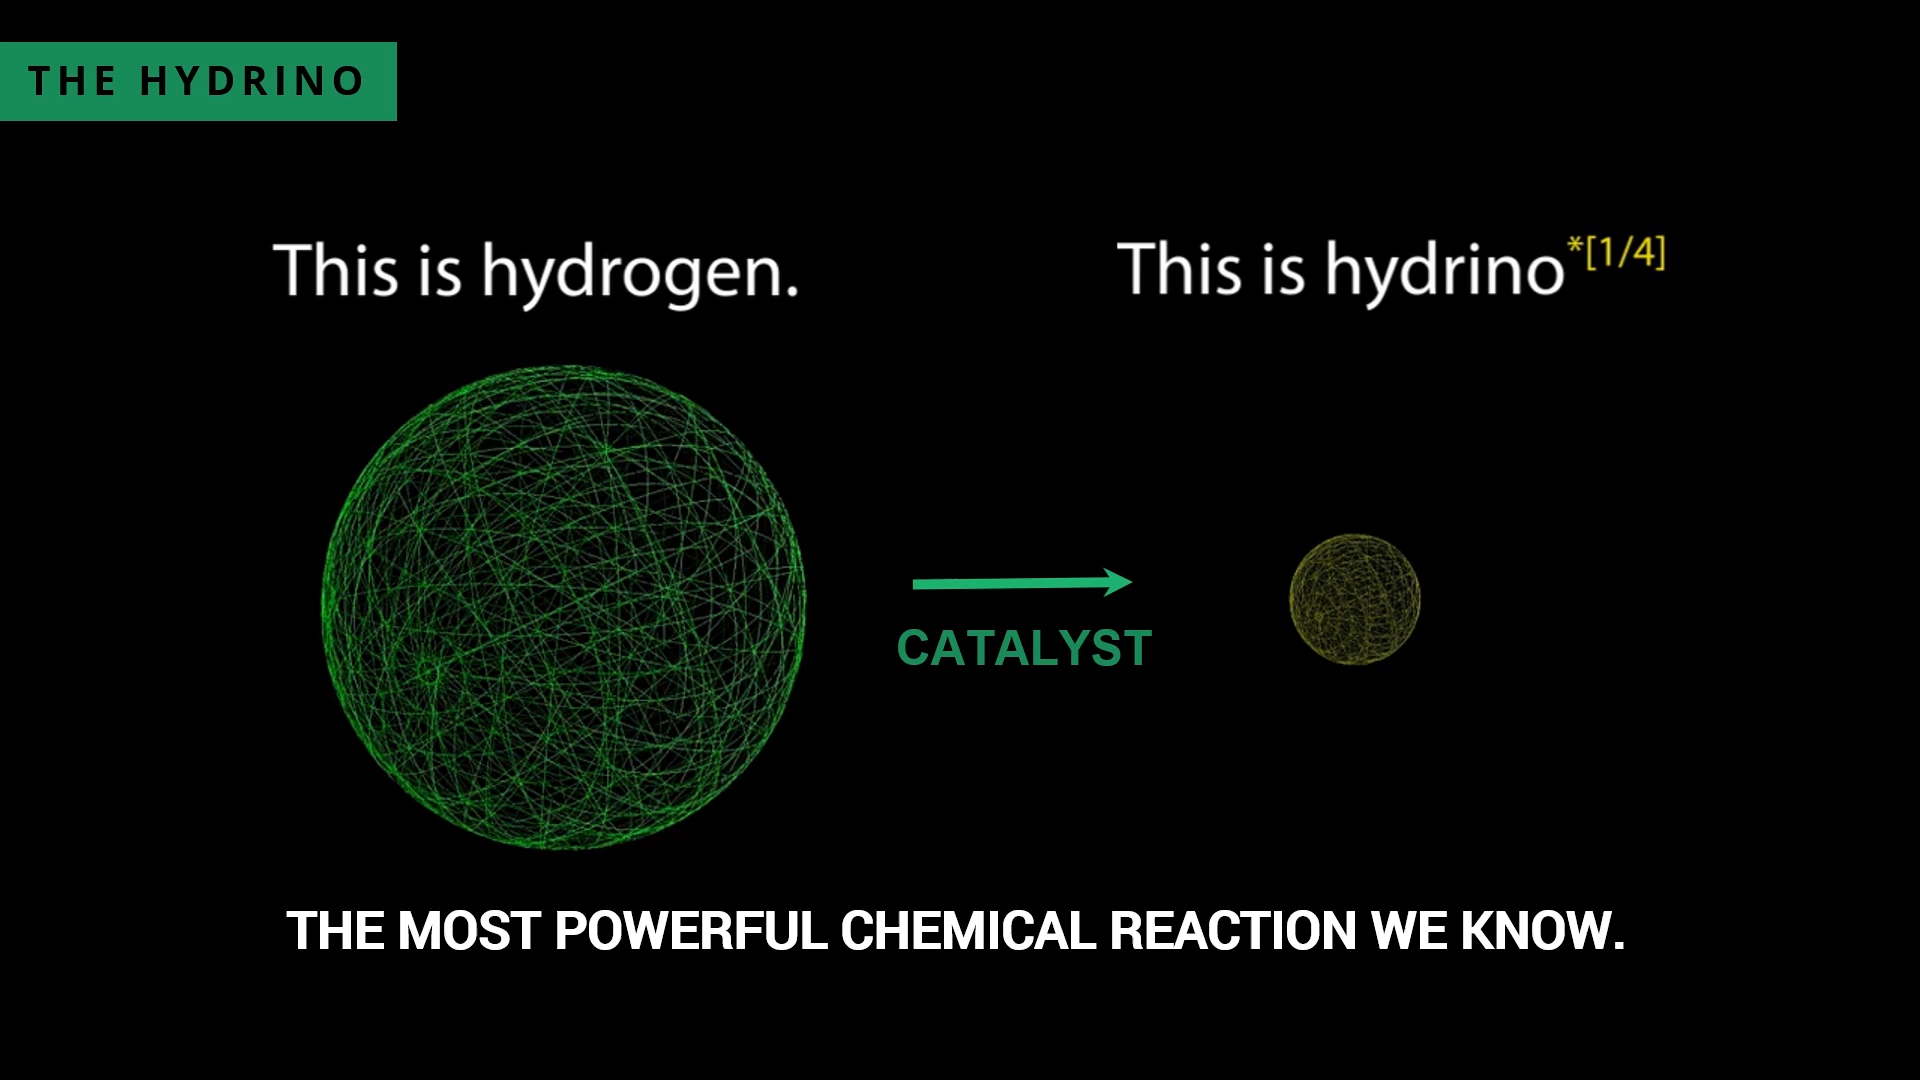 THE HYDRINO
This is hydrogen.
This is hydrino*[1/4]
CATALYST
THE MOST POWERFUL CHEMICAL REACTION WE KNOW.